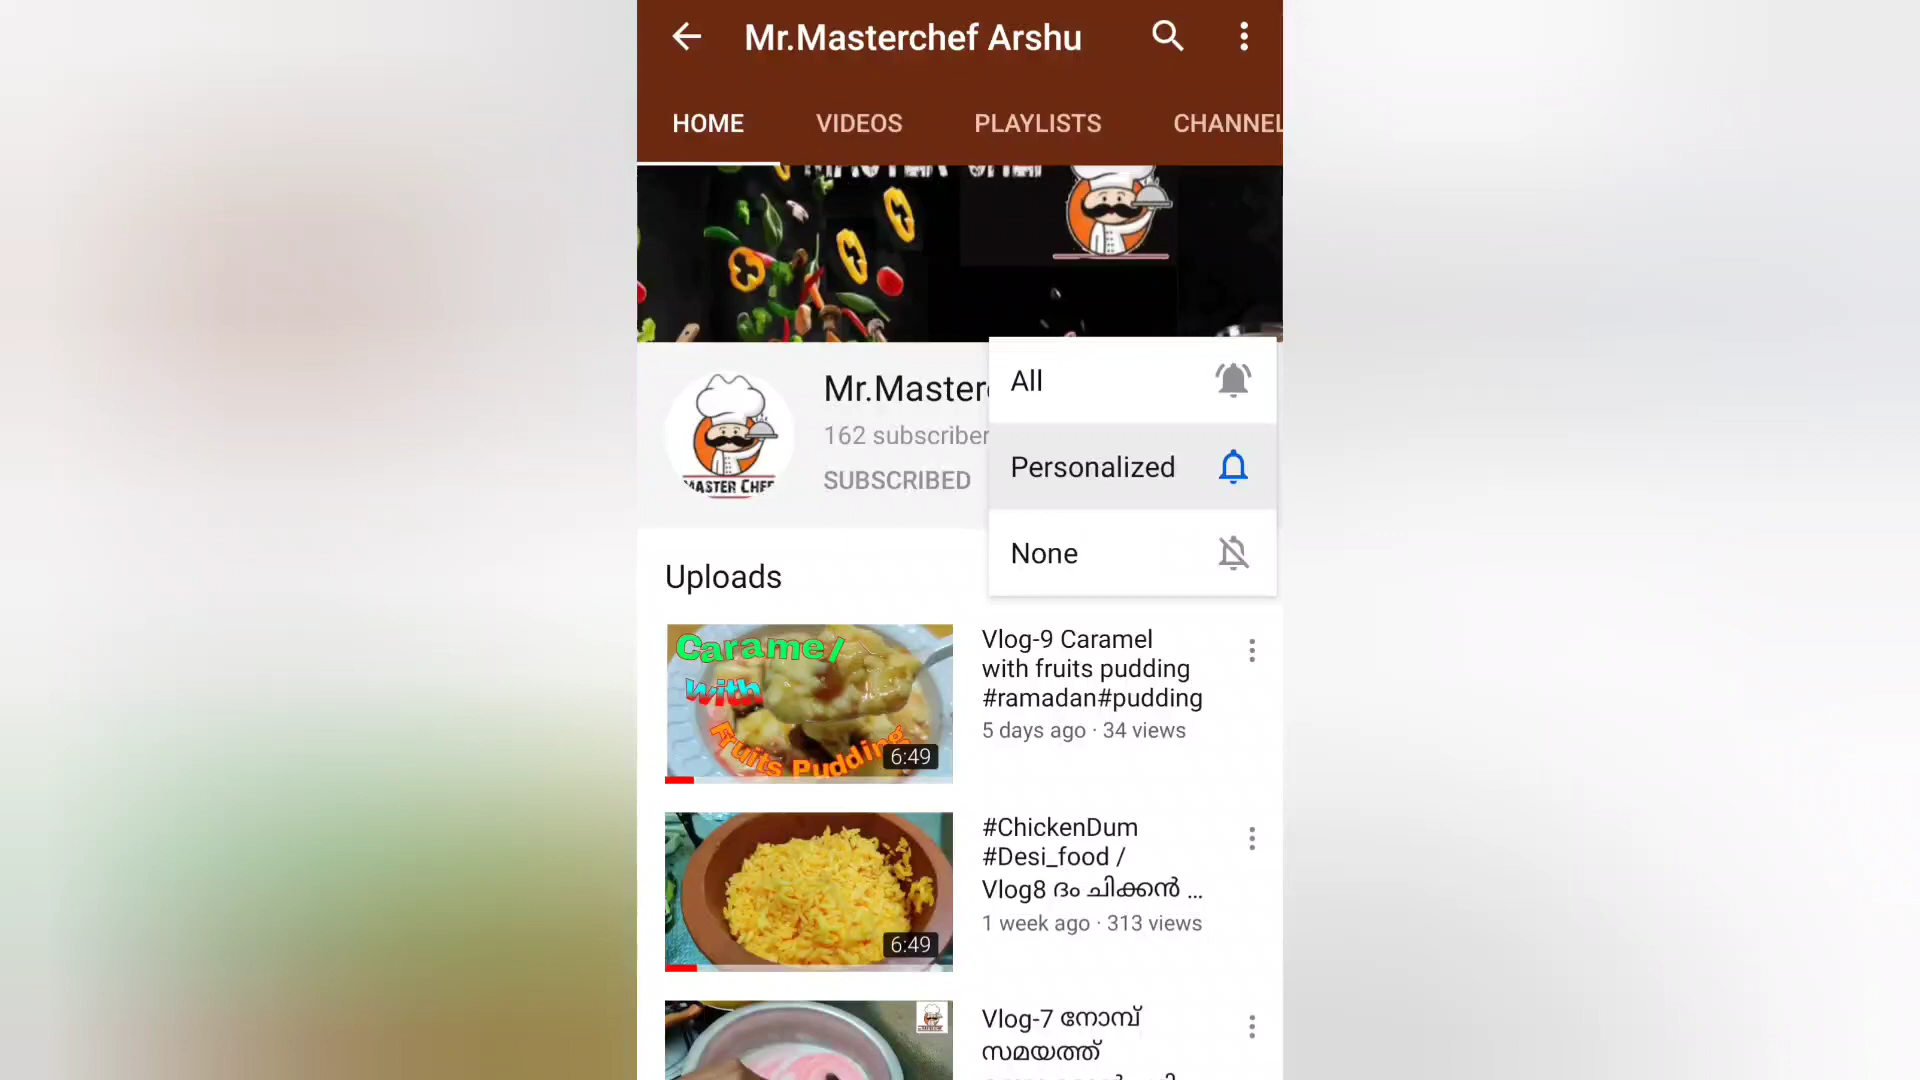 Mr.Masterchef Arshu
HOME
VIDEOS
PLAYLISTS
CHANNEL
Mr.Master
162 subscriber
SUBSCRIBED
All
Personalized
None
MASTER CHEF
Uploads
Caramel
with
Fruits Pudding
6:49
Vlog-9 Caramel
with fruits pudding
#ramadan#pudding
5 days ago · 34 views
6:49
#ChickenDum
#Desi_food /
Vlog8 ദം ചിക്കൻ ...
1 week ago · 313 views
Vlog-7 നോമ്പ്
സമയത്ത്